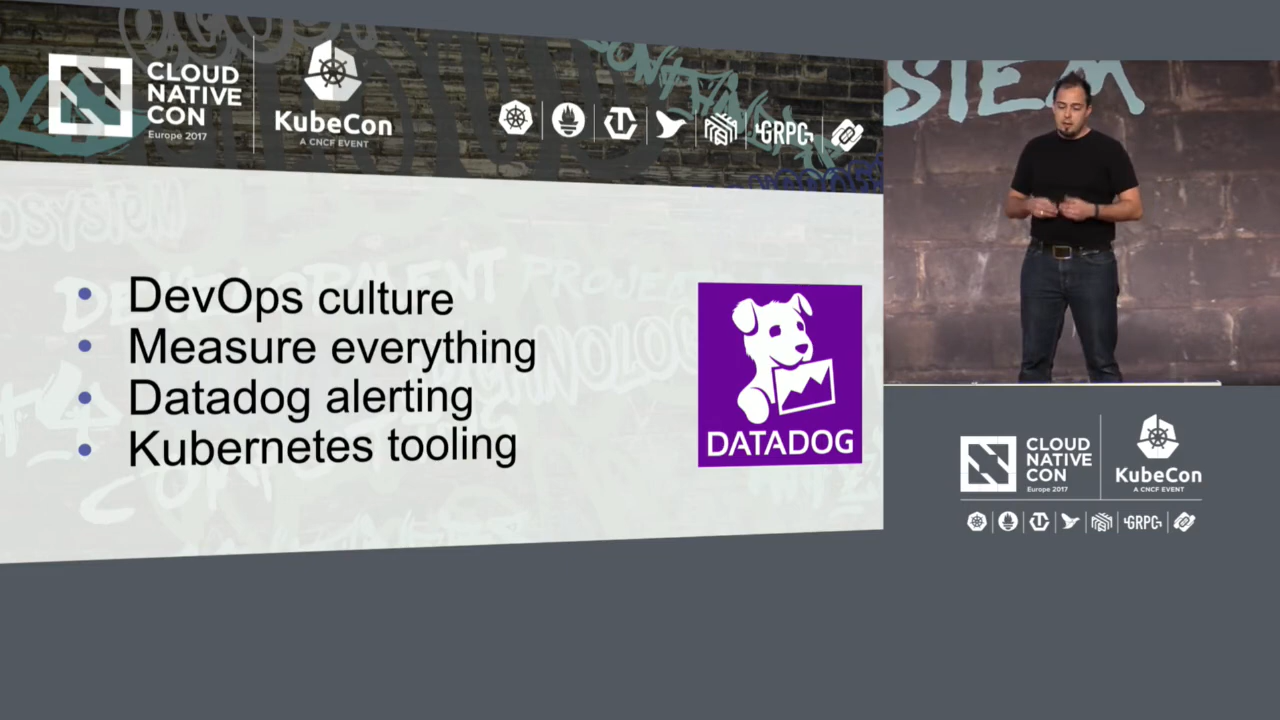 CLOUD
NATIVE
CON
Europe 2017
KubeCon
A CNCF EVENT
GRPC
• DevOps culture
• Measure everything
• Datadog alerting
• Kubernetes tooling
DATADOG
STEM
CLOUD
NATIVE
CON
Europe 2017
KubeCon
A CNCF EVENT
GRPC